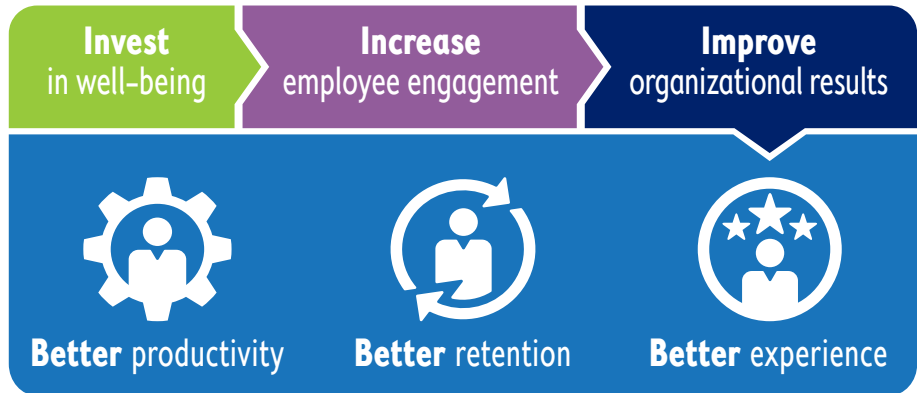 Invest
in well-being
Increase
employee engagement
Improve
organizational results
Better productivity
Better retention
Better experience